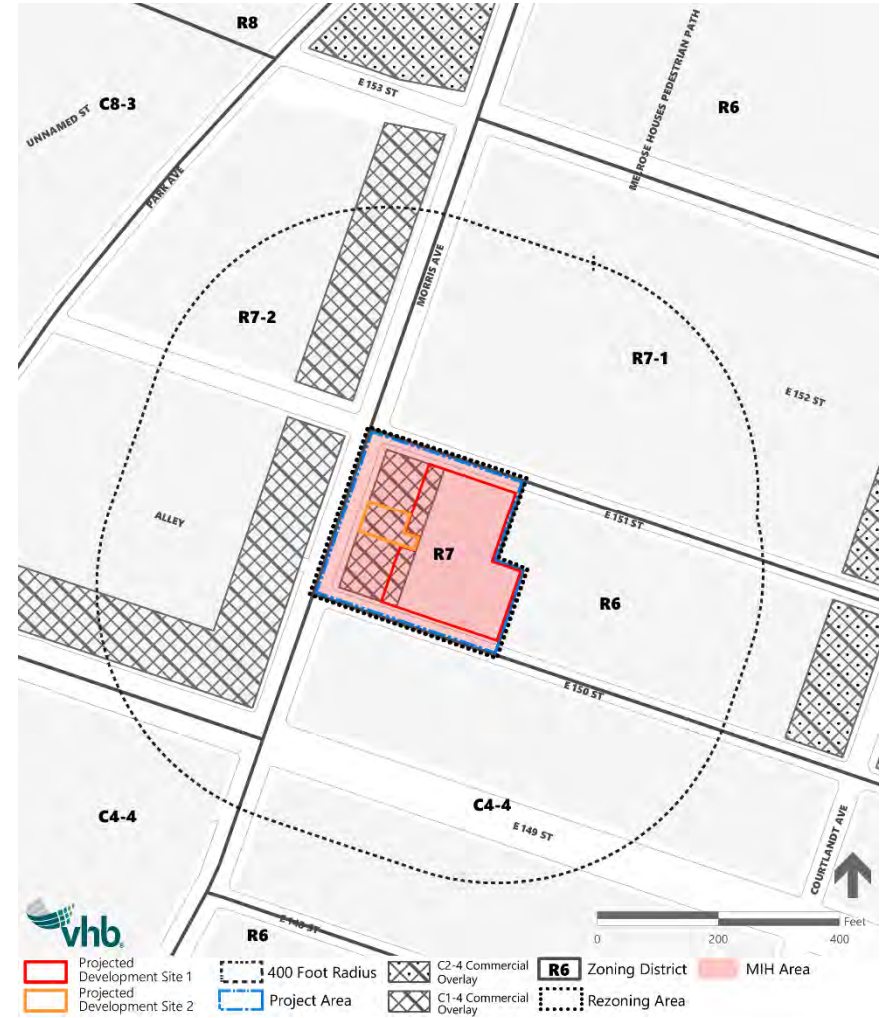 R8
E 153 ST
C8-3
UNNAMED ST
R6
MELROSE HOUSES PEDESTRIAN PATH
PARK AVE
MORRIS AVE
R7-2
R7-1
E 152 ST
ALLEY
E 151 ST
R7
R6
E 150 ST
C4-4
C4-4
E 149 ST
COURTLANDT AVE
vhb®
E 148 ST
R6
Feet
0 200 400
Projected
Development Site 1
400 Foot Radius
C2-4 Commercial
Overlay
R6 Zoning District
MIH Area
Projected
Development Site 2
Project Area
C1-4 Commercial
Overlay
Rezoning Area